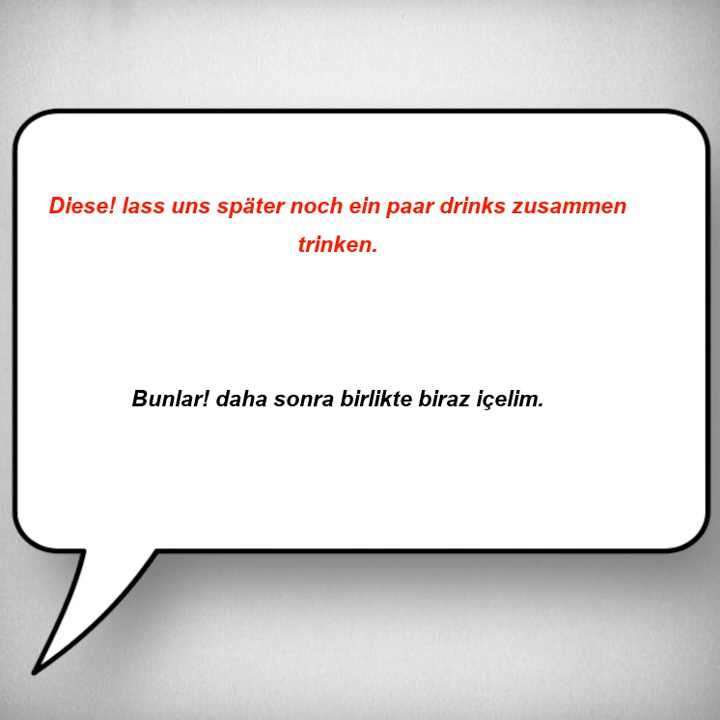 Diese! lass uns später noch ein paar drinks zusammen
trinken.
Bunlar! daha sonra birlikte biraz içelim.